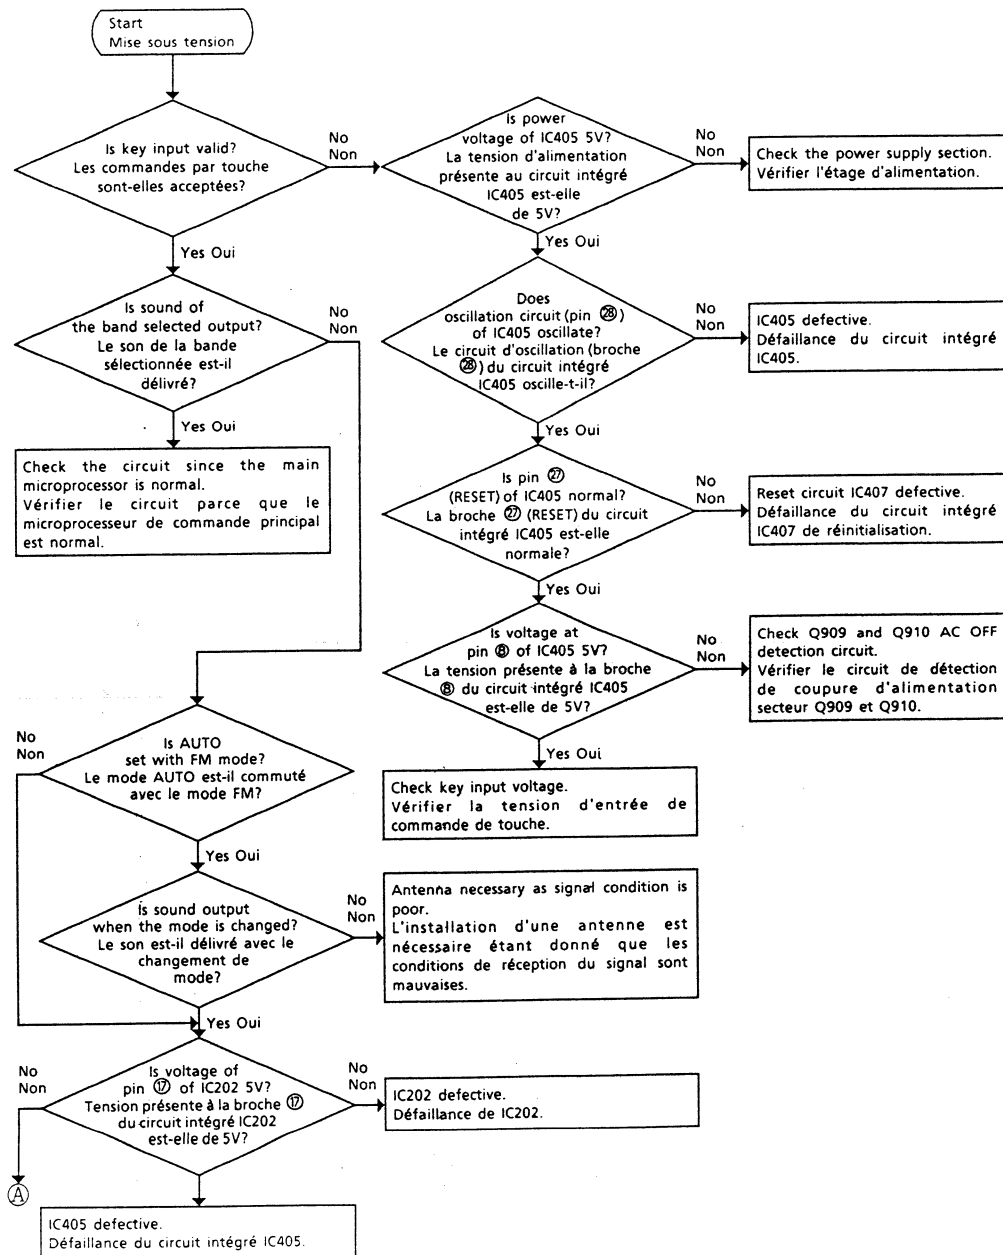 Start
Mise sous tension
Is key input valid?
Les commandes par touche
sont-elles acceptées?
No
Non
Is power
voltage of IC405 5V?
La tension d'alimentation
présente au circuit intégré
IC405 est-elle
de 5V?
No
Non
Check the power supply section.
Vérifier l'étage d'alimentation.
Yes Oui
Yes Oui
Is sound of
the band selected output?
Le son de la bande
sélectionnée est-il
délivré?
No
Non
Does
oscillation circuit (pin ㉘)
of IC405 oscillate?
Le circuit d'oscillation (broche
㉘) du circuit intégré
IC405 oscille-t-il?
No
Non
IC405 defective.
Défaillance du circuit intégré
IC405.
Yes Oui
Yes Oui
Check the circuit since the main
microprocessor is normal.
Vérifier le circuit parce que le
microprocesseur de commande principal
est normal.
Is pin ㉗
(RESET) of IC405 normal?
La broche ㉗ (RESET) du circuit
intégré IC405 est-elle
normale?
No
Non
Reset circuit IC407 defective.
Défaillance du circuit intégré
IC407 de réinitialisation.
Yes Oui
Is voltage at
pin ⑧ of IC405 5V?
La tension présente à la broche
⑧ du circuit intégré IC405
est-elle de 5V?
No
Non
Check Q909 and Q910 AC OFF
detection circuit.
Vérifier le circuit de détection
de coupure d'alimentation
secteur Q909 et Q910.
Yes Oui
Check key input voltage.
Vérifier la tension d'entrée de
commande de touche.
No
Non
Is AUTO
set with FM mode?
Le mode AUTO est-il commuté
avec le mode FM?
Yes Oui
Is sound output
when the mode is changed?
Le son est-il délivré avec le
changement de
mode?
No
Non
Antenna necessary as signal condition is
poor.
L'installation d'une antenne est
nécessaire étant donné que les
conditions de réception du signal sont
mauvaises.
Yes Oui
No
Non
Is voltage of
pin ⑰ of IC202 5V?
Tension présente à la broche ⑰
du circuit intégré IC202
est-elle de 5V?
No
Non
IC202 defective.
Défaillance de IC202.
Ⓐ
IC405 defective.
Défaillance du circuit intégré IC405.